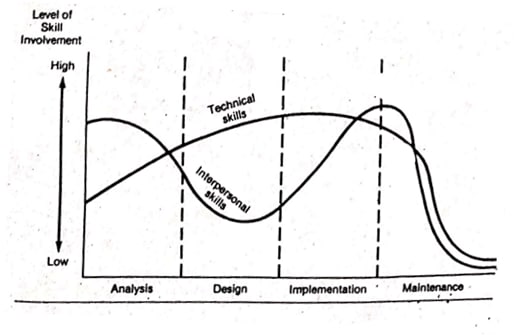 Level of
Skill
Involvement
High
Technical
skills
Interpersonal
skills
Low
Analysis Design Implementation Maintenance